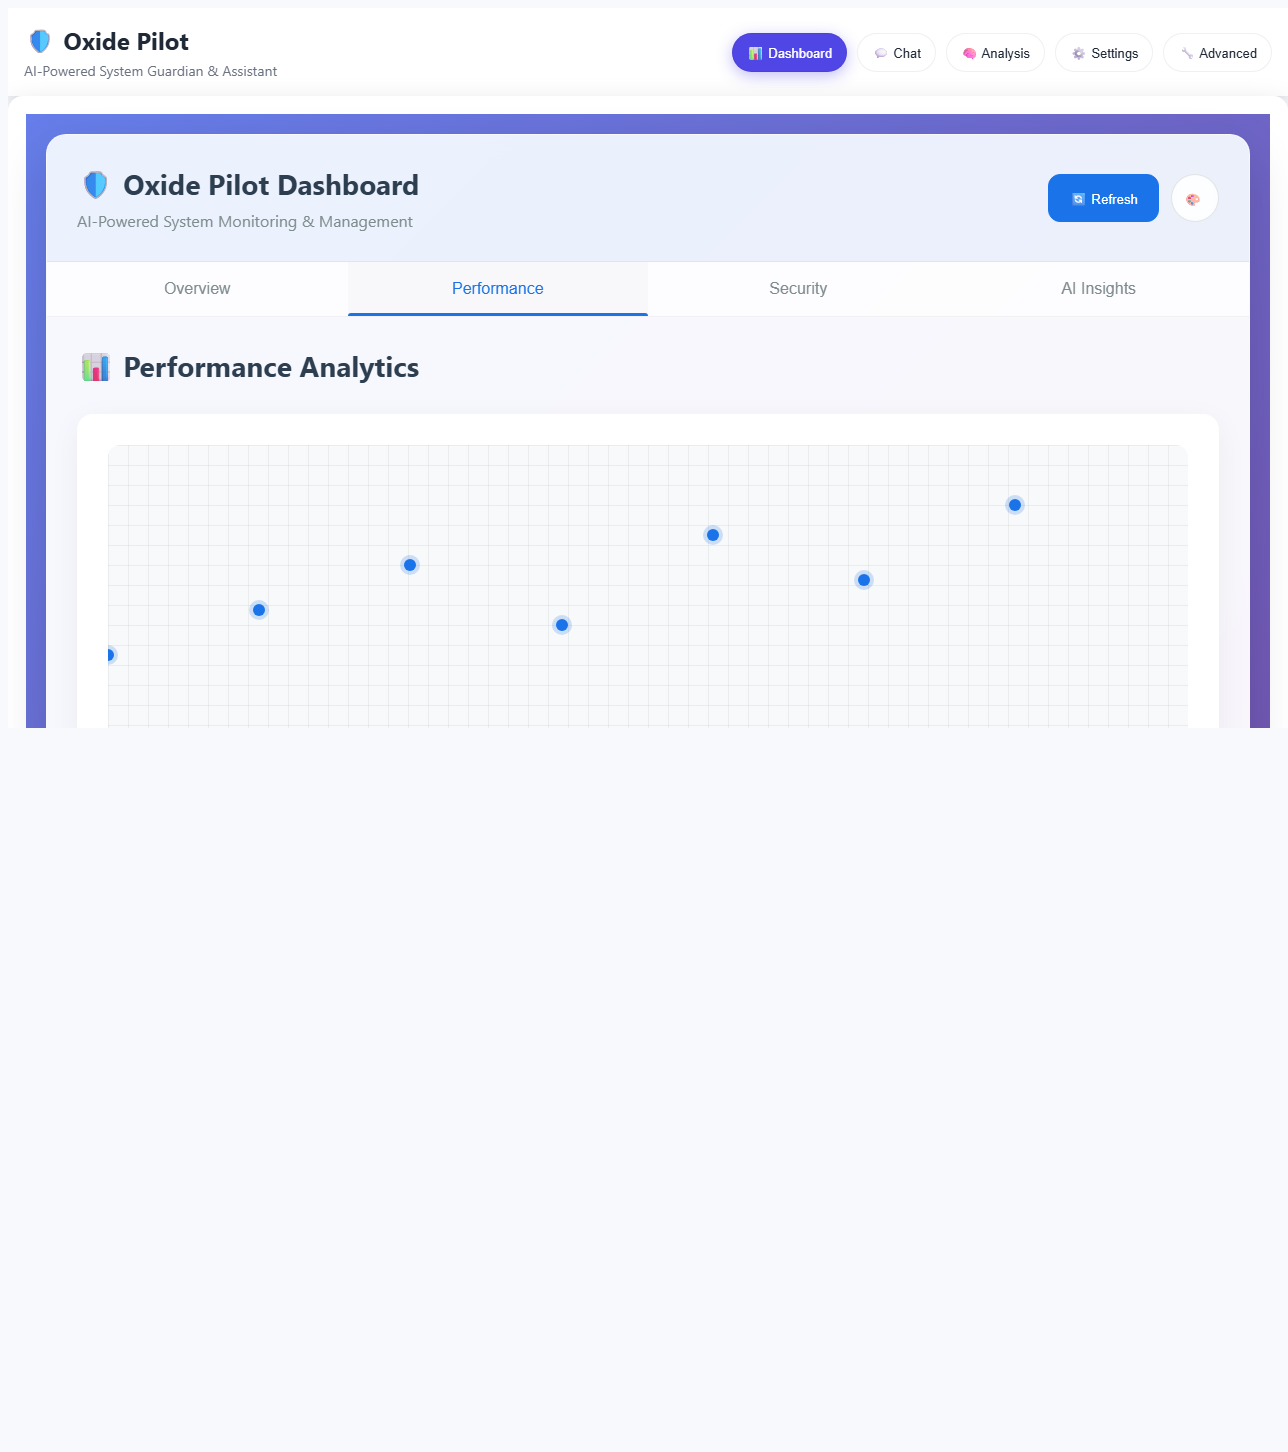 Oxide Pilot
AI-Powered System Guardian & Assistant
Dashboard
Chat
Analysis
Settings
Advanced
Oxide Pilot Dashboard
AI-Powered System Monitoring & Management
Refresh
Overview
Performance
Security
AI Insights
Performance Analytics